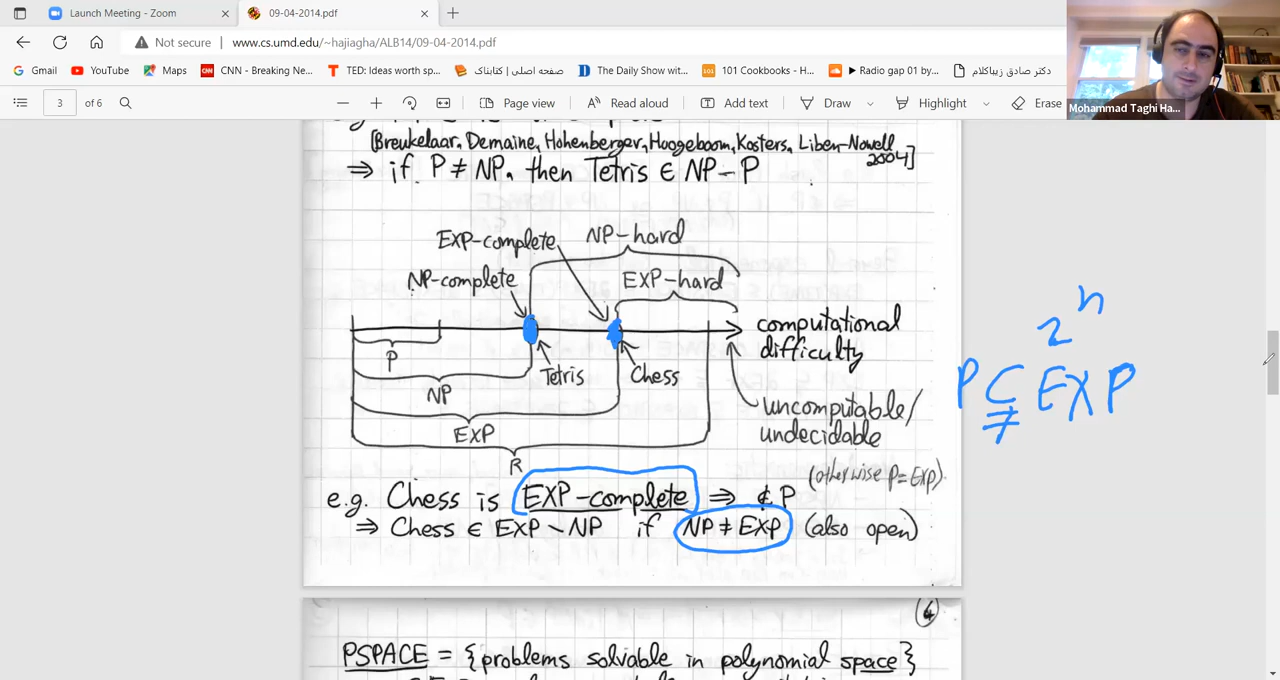 Launch Meeting - Zoom
09-04-2014.pdf
Not secure
www.cs.umd.edu/~hajiagha/ALB14/09-04-2014.pdf
Gmail
YouTube
Maps
CNN - Breaking Ne...
TED: Ideas worth sp...
صفحه اصلی | کتابناک
The Daily Show wit...
101 Cookbooks - H...
Radio gap 01 by...
دکتر صادق زیباکلام
3 of 6
Page view
Read aloud
Add text
Draw
Highlight
Erase
Mohammad Taghi Ha...
[Breukelaar, Demaine, Hohenberger, Hoogeboom, Kosters, Liben-Nowell
2004]
⇒ if P ≠ NP, then Tetris ∈ NP - P
EXP-complete
NP-hard
NP-complete
EXP-hard
computational
difficulty
P
Tetris
Chess
NP
uncomputable/
undecidable
EXP
R
2^n
P ⊊ EXP
(otherwise P=Exp).
e.g. Chess is EXP-complete ⇒ ∉ P
⇒ Chess ∈ EXP \ NP if NP ≠ EXP (also open)
4
PSPACE = {problems solvable in polynomial space}